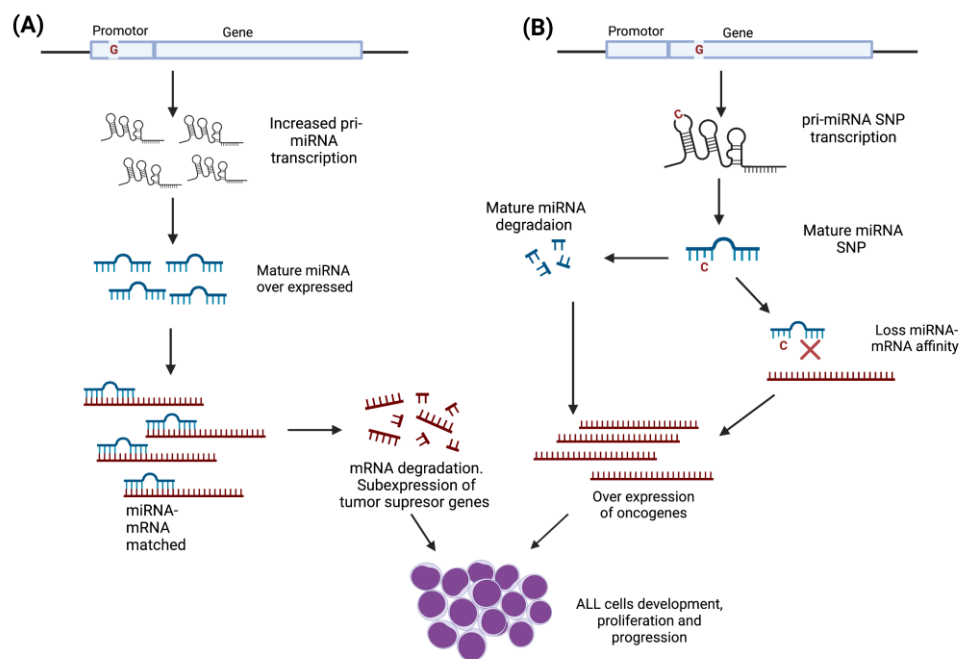 (A)
Promotor
Gene
G
Increased pri-
miRNA
transcription
Mature miRNA
over expressed
miRNA-
mRNA
matched
mRNA degradation.
Subexpression of
tumor supresor genes
(B)
Promotor
Gene
G
C
pri-miRNA SNP
transcription
Mature miRNA
degradaion
Mature miRNA
SNP
C
Loss miRNA-
mRNA affinity
C
Over expression
of oncogenes
ALL cells development,
proliferation and
progression